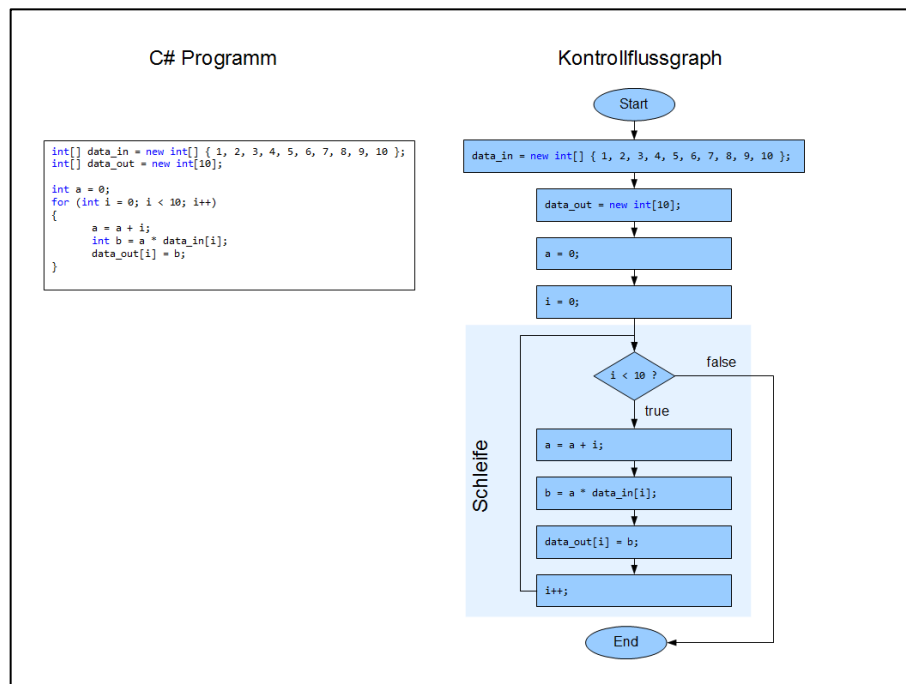 C# Programm
int[] data_in = new int[] { 1, 2, 3, 4, 5, 6, 7, 8, 9, 10 };
int[] data_out = new int[10];
int a = 0;
for (int i = 0; i < 10; i++)
{
a = a + i;
int b = a * data_in[i];
data_out[i] = b;
}
Kontrollflussgraph
Start
data_in = new int[] { 1, 2, 3, 4, 5, 6, 7, 8, 9, 10 };
data_out = new int[10];
a = 0;
i = 0;
Schleife
i < 10 ?
false
true
a = a + i;
b = a * data_in[i];
data_out[i] = b;
i++;
End